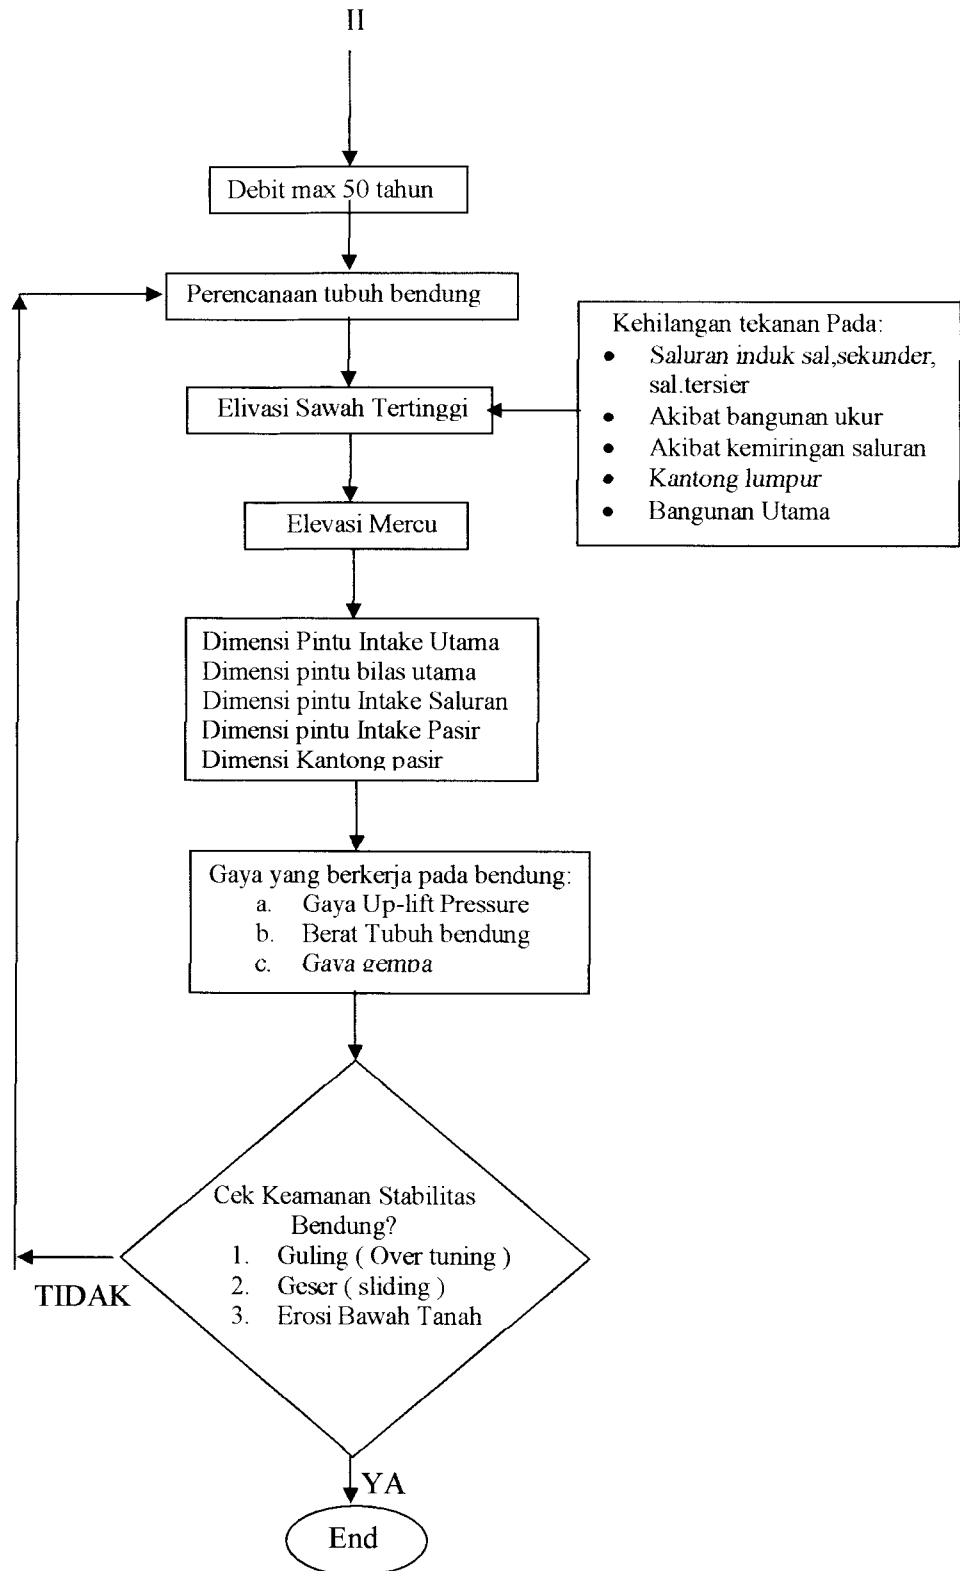 II
Debit max 50 tahun
Perencanaan tubuh bendung
Kehilangan tekanan Pada:
• Saluran induk sal,sekunder,
sal.tersier
• Akibat bangunan ukur
• Akibat kemiringan saluran
• Kantong lumpur
• Bangunan Utama
Elivasi Sawah Tertinggi
Elevasi Mercu
Dimensi Pintu Intake Utama
Dimensi pintu bilas utama
Dimensi pintu Intake Saluran
Dimensi pintu Intake Pasir
Dimensi Kantong pasir
Gaya yang berkerja pada bendung:
a. Gaya Up-lift Pressure
b. Berat Tubuh bendung
c. Gaya gempa
Cek Keamanan Stabilitas
Bendung?
1. Guling ( Over tuning )
2. Geser ( sliding )
3. Erosi Bawah Tanah
TIDAK
YA
End